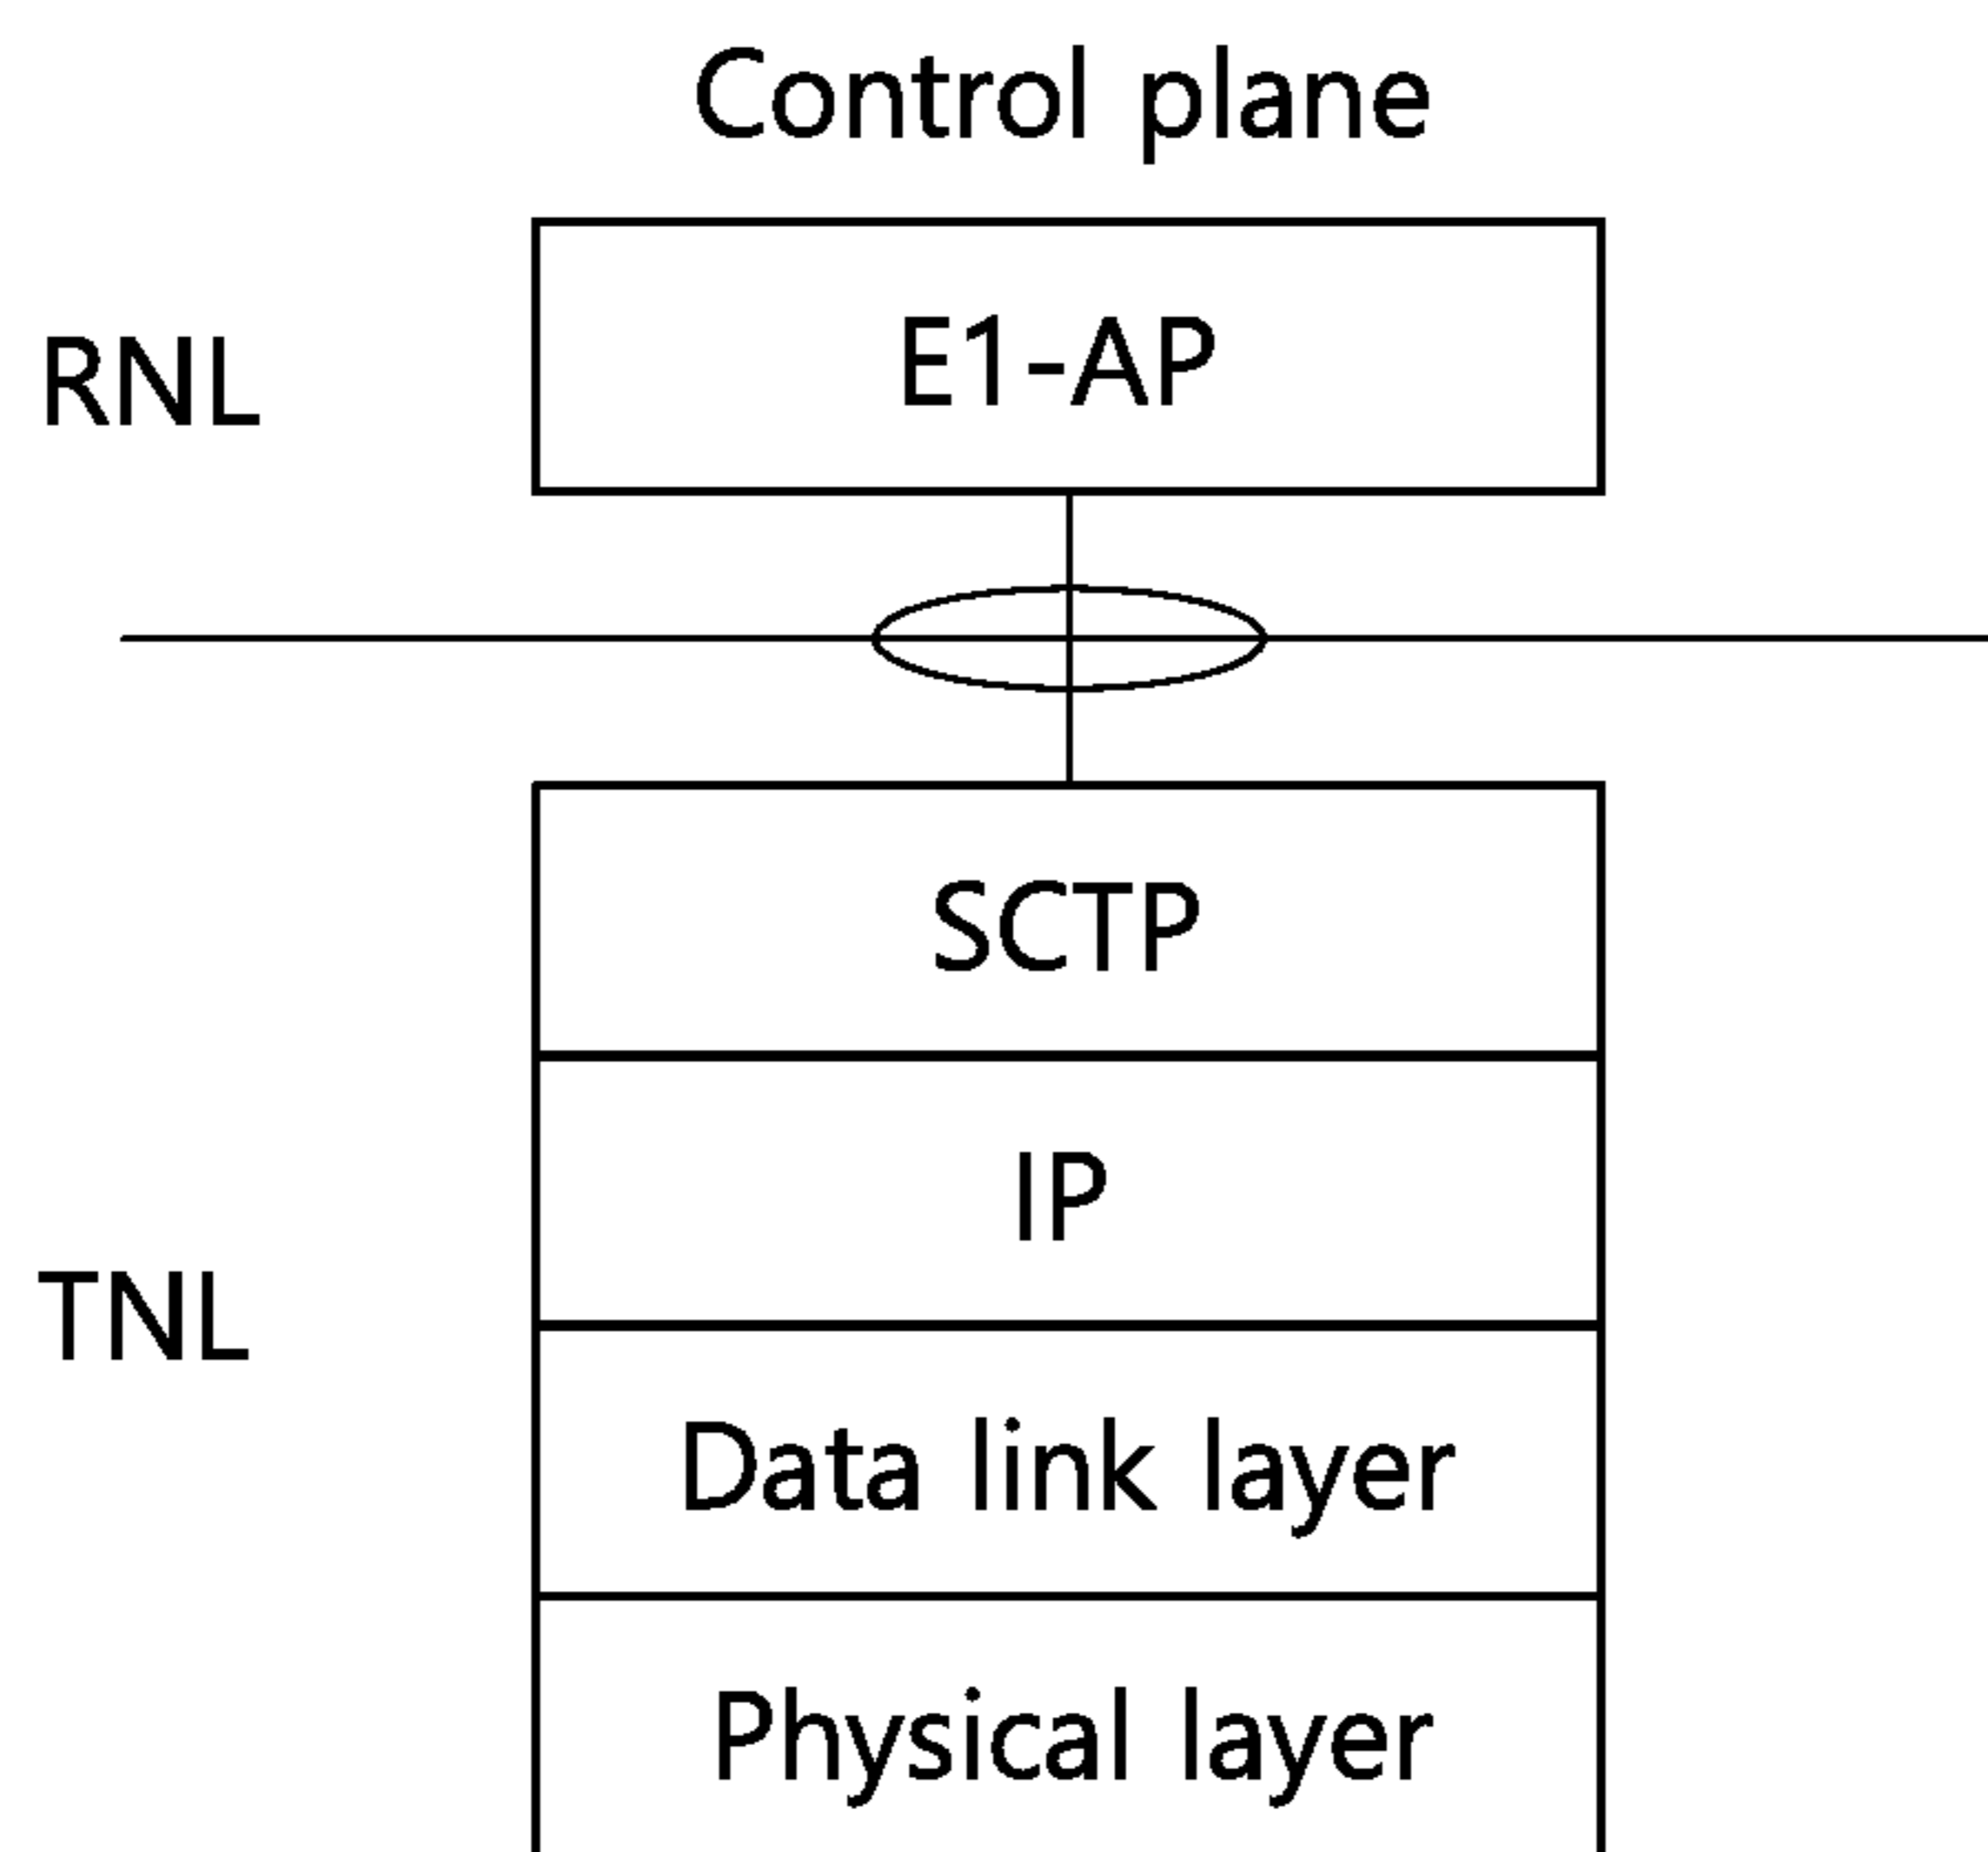 Control plane
RNL
E1-AP
SCTP
IP
TNL
Data link layer
Physical layer